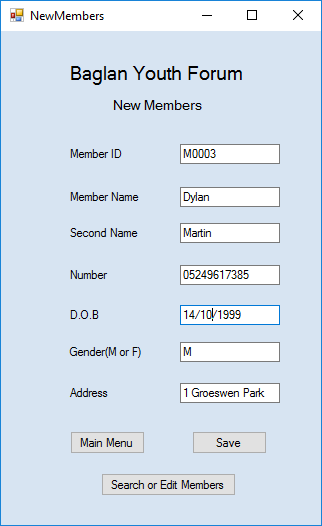 NewMembers
Baglan Youth Forum
New Members
Member ID M0003
Member Name Dylan
Second Name Martin
Number 05249617385
D.O.B 14/10/1999
Gender(M or F) M
Address 1 Groeswen Park
Main Menu Save
Search or Edit Members